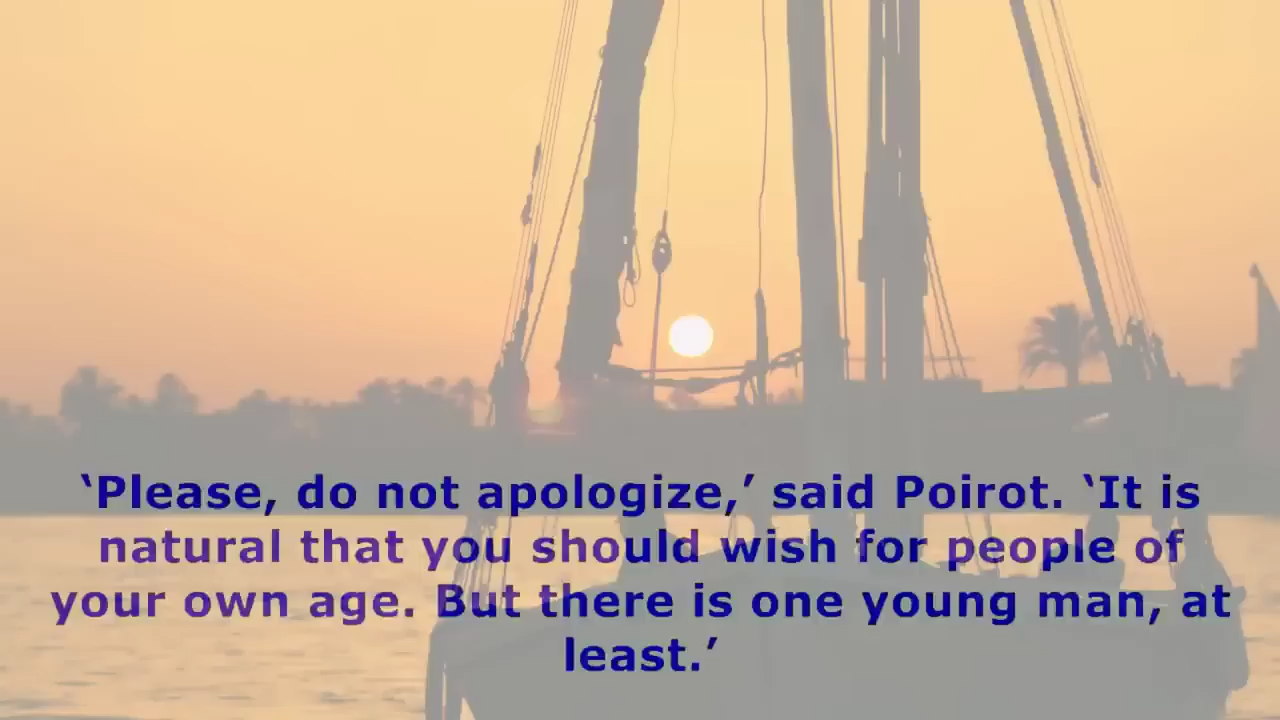 ‘Please, do not apologize,’ said Poirot. ‘It is
natural that you should wish for people of
your own age. But there is one young man, at
least.’